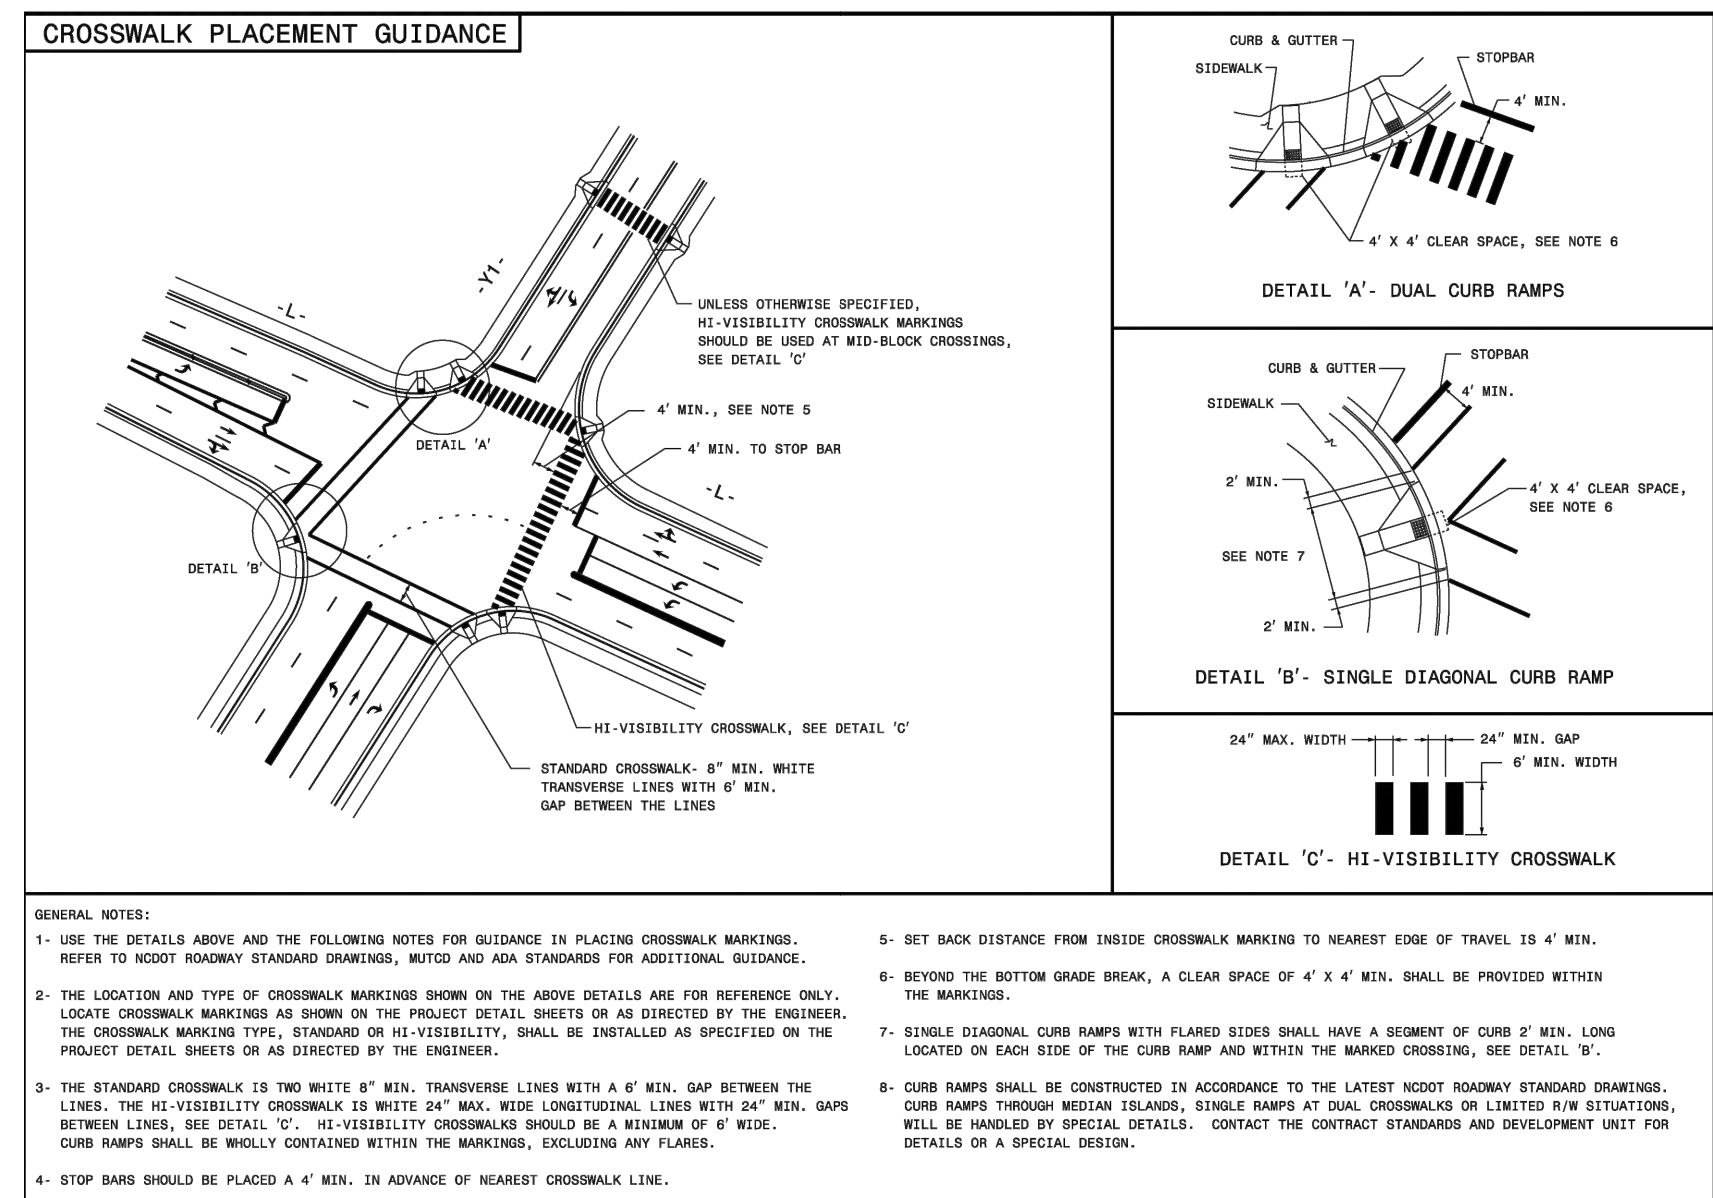 CROSSWALK PLACEMENT GUIDANCE
-Y1-
-L-
UNLESS OTHERWISE SPECIFIED,
HI-VISIBILITY CROSSWALK MARKINGS
SHOULD BE USED AT MID-BLOCK CROSSINGS,
SEE DETAIL 'C'
4' MIN., SEE NOTE 5
DETAIL 'A'
4' MIN. TO STOP BAR
-L-
DETAIL 'B'
HI-VISIBILITY CROSSWALK, SEE DETAIL 'C'
STANDARD CROSSWALK- 8" MIN. WHITE
TRANSVERSE LINES WITH 6' MIN.
GAP BETWEEN THE LINES
CURB & GUTTER
STOPBAR
SIDEWALK
4' MIN.
4' X 4' CLEAR SPACE, SEE NOTE 6
DETAIL 'A'- DUAL CURB RAMPS
STOPBAR
CURB & GUTTER
4' MIN.
SIDEWALK
2' MIN.
4' X 4' CLEAR SPACE,
SEE NOTE 6
SEE NOTE 7
2' MIN.
DETAIL 'B'- SINGLE DIAGONAL CURB RAMP
24" MAX. WIDTH
24" MIN. GAP
6' MIN. WIDTH
DETAIL 'C'- HI-VISIBILITY CROSSWALK
GENERAL NOTES:
1- USE THE DETAILS ABOVE AND THE FOLLOWING NOTES FOR GUIDANCE IN PLACING CROSSWALK MARKINGS.
REFER TO NCDOT ROADWAY STANDARD DRAWINGS, MUTCD AND ADA STANDARDS FOR ADDITIONAL GUIDANCE.
2- THE LOCATION AND TYPE OF CROSSWALK MARKINGS SHOWN ON THE ABOVE DETAILS ARE FOR REFERENCE ONLY.
LOCATE CROSSWALK MARKINGS AS SHOWN ON THE PROJECT DETAIL SHEETS OR AS DIRECTED BY THE ENGINEER.
THE CROSSWALK MARKING TYPE, STANDARD OR HI-VISIBILITY, SHALL BE INSTALLED AS SPECIFIED ON THE
PROJECT DETAIL SHEETS OR AS DIRECTED BY THE ENGINEER.
3- THE STANDARD CROSSWALK IS TWO WHITE 8" MIN. TRANSVERSE LINES WITH A 6' MIN. GAP BETWEEN THE
LINES. THE HI-VISIBILITY CROSSWALK IS WHITE 24" MAX. WIDE LONGITUDINAL LINES WITH 24" MIN. GAPS
BETWEEN LINES, SEE DETAIL 'C'. HI-VISIBILITY CROSSWALKS SHOULD BE A MINIMUM OF 6' WIDE.
CURB RAMPS SHALL BE WHOLLY CONTAINED WITHIN THE MARKINGS, EXCLUDING ANY FLARES.
4- STOP BARS SHOULD BE PLACED A 4' MIN. IN ADVANCE OF NEAREST CROSSWALK LINE.
5- SET BACK DISTANCE FROM INSIDE CROSSWALK MARKING TO NEAREST EDGE OF TRAVEL IS 4' MIN.
6- BEYOND THE BOTTOM GRADE BREAK, A CLEAR SPACE OF 4' X 4' MIN. SHALL BE PROVIDED WITHIN
THE MARKINGS.
7- SINGLE DIAGONAL CURB RAMPS WITH FLARED SIDES SHALL HAVE A SEGMENT OF CURB 2' MIN. LONG
LOCATED ON EACH SIDE OF THE CURB RAMP AND WITHIN THE MARKED CROSSING, SEE DETAIL 'B'.
8- CURB RAMPS SHALL BE CONSTRUCTED IN ACCORDANCE TO THE LATEST NCDOT ROADWAY STANDARD DRAWINGS.
CURB RAMPS THROUGH MEDIAN ISLANDS, SINGLE RAMPS AT DUAL CROSSWALKS OR LIMITED R/W SITUATIONS,
WILL BE HANDLED BY SPECIAL DETAILS. CONTACT THE CONTRACT STANDARDS AND DEVELOPMENT UNIT FOR
DETAILS OR A SPECIAL DESIGN.